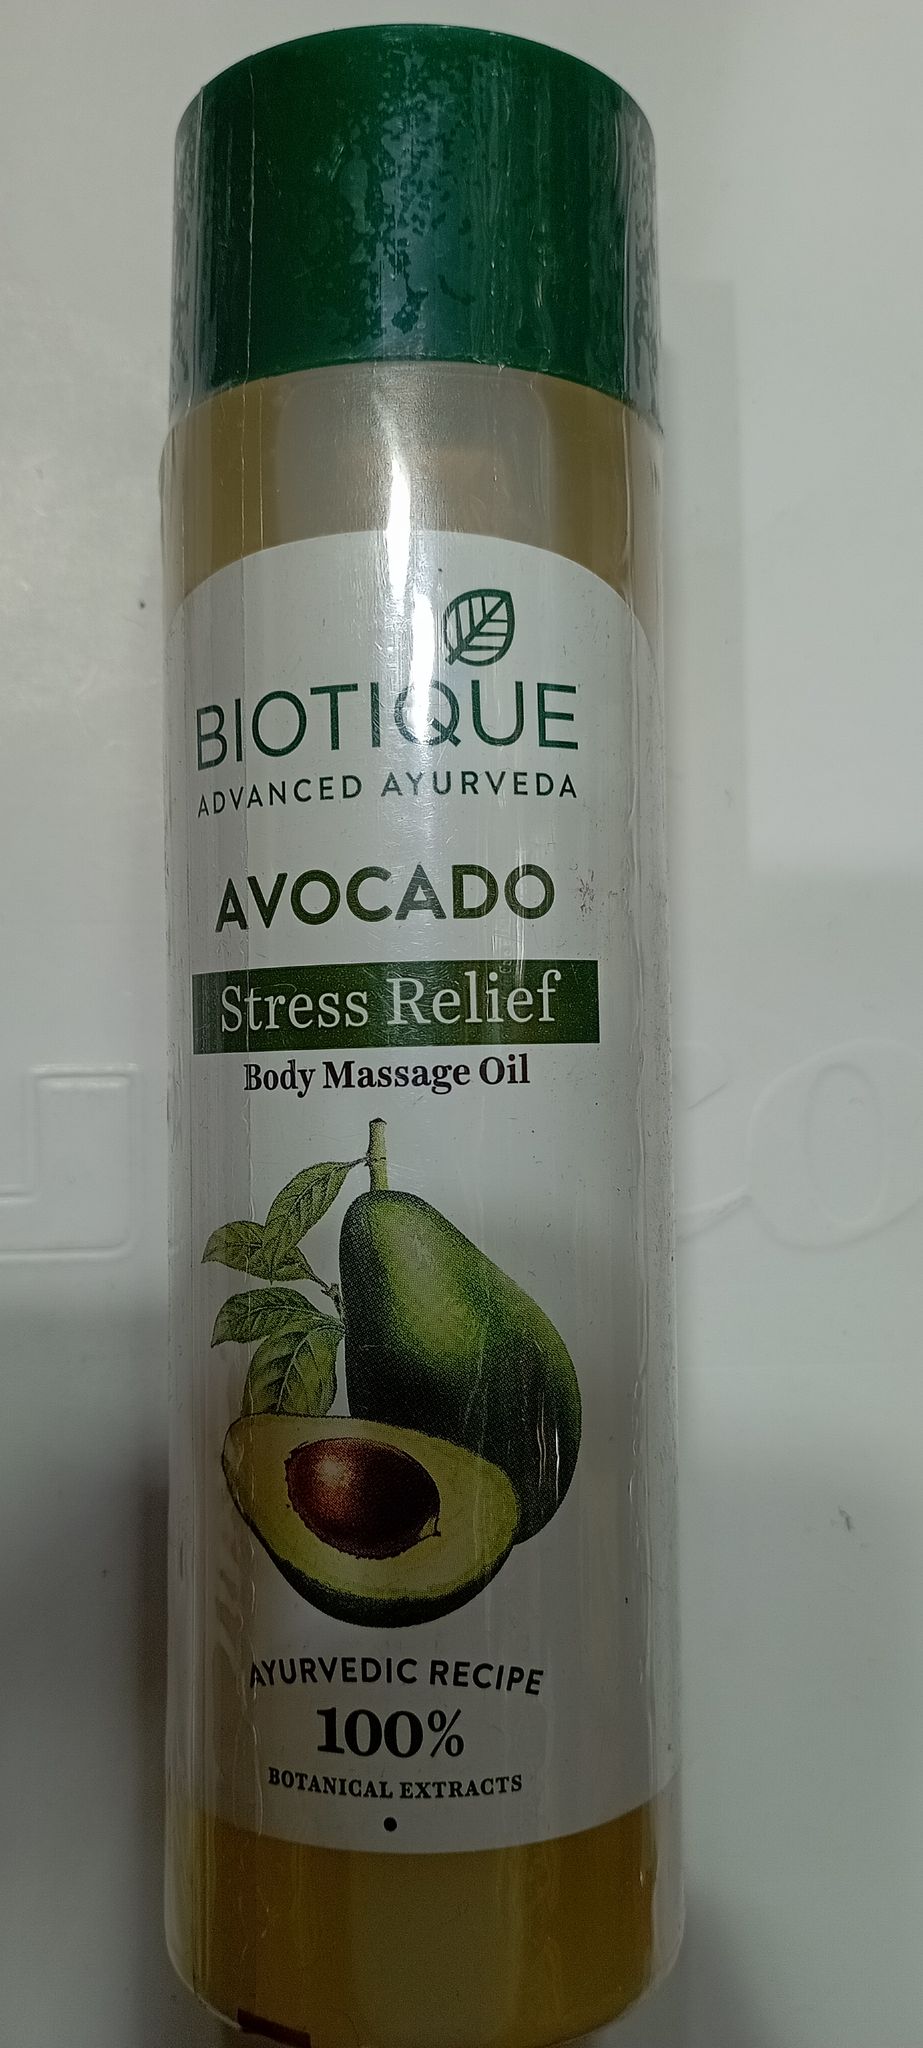 BIOTIQUE
ADVANCED AYURVEDA
AVOCADO
Stress Relief
Body Massage Oil
AYURVEDIC RECIPE
100%
BOTANICAL EXTRACTS